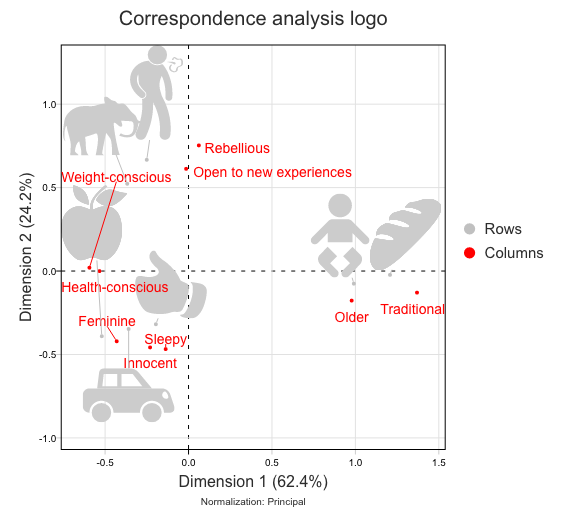 Correspondence analysis logo
Dimension 2 (24.2%)
1.0
0.5
0.0
-0.5
-1.0
Rebellious
Open to new experiences
Weight-conscious
Health-conscious
Feminine
Sleepy
Innocent
Older
Traditional
Rows
Columns
-0.5
0.0
0.5
1.0
1.5
Dimension 1 (62.4%)
Normalization: Principal